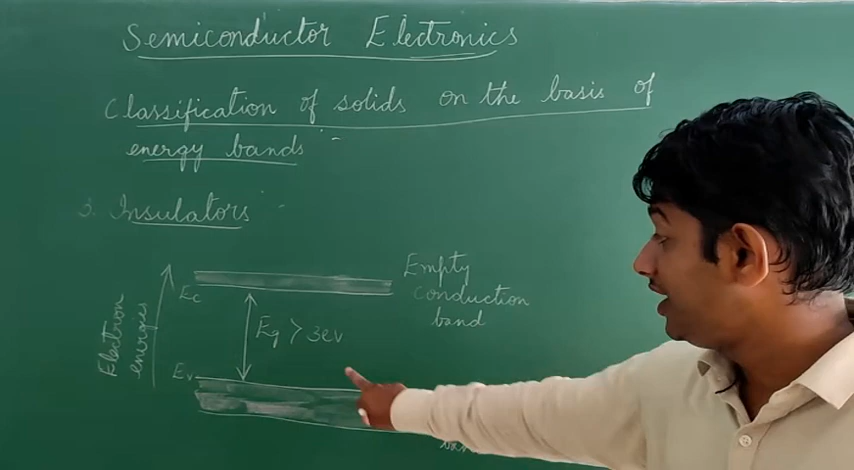 Semiconductor Electronics
Classification of solids on the basis of
energy bands -
3. Insulators -
Empty
conduction
band
Ec
Electron
energies
Eg > 3ev
Ev